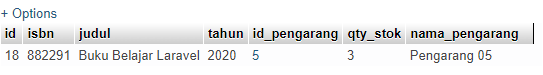 + Options
id isbn judul tahun id_pengarang qty_stok nama_pengarang
18 882291 Buku Belajar Laravel 2020 5 3 Pengarang 05